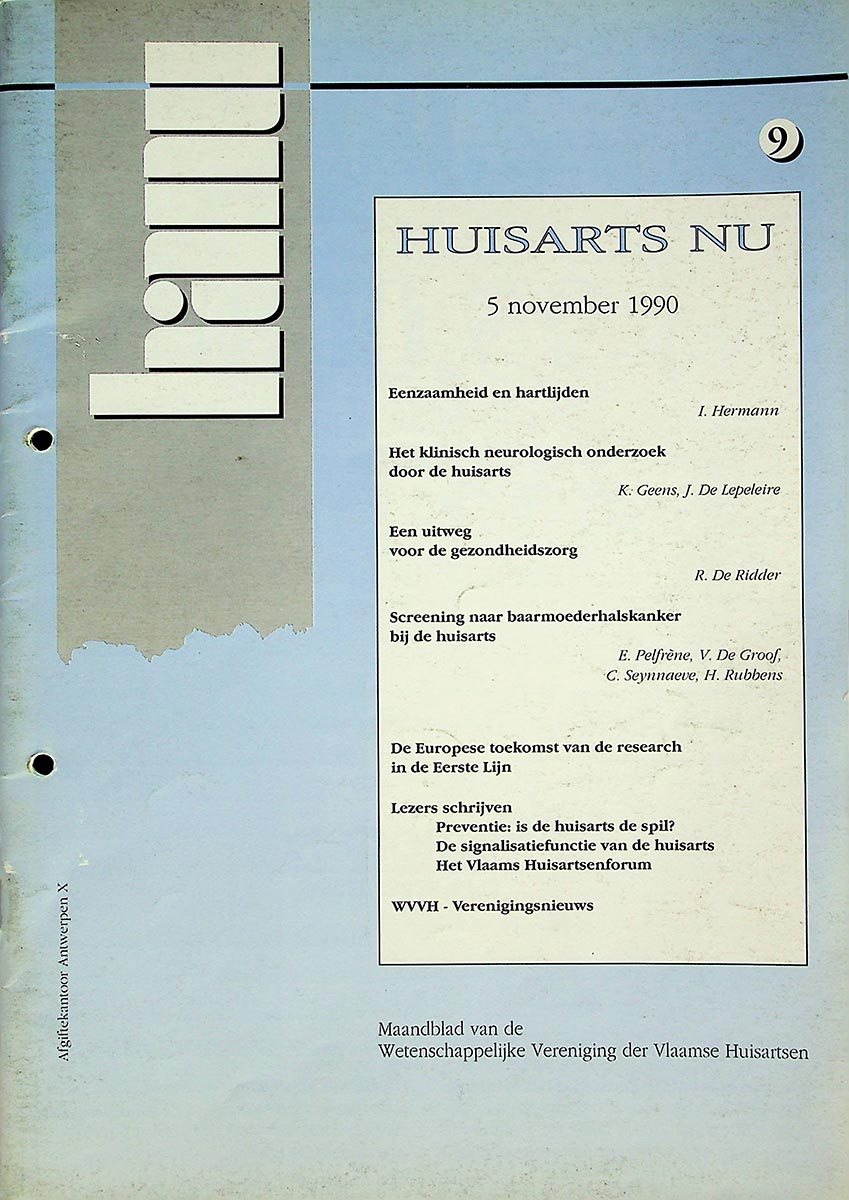 hanu
9
HUISARTS NU
5 november 1990
Eenzaamheid en hartlijden
I. Hermann
Het klinisch neurologisch onderzoek
door de huisarts
K. Geens, J. De Lepeleire
Een uitweg
voor de gezondheidszorg
R. De Ridder
Screening naar baarmoederhalskanker
bij de huisarts
E. Pelfrène, V. De Groof,
C. Seynnaeve, H. Rubbens
De Europese toekomst van de research
in de Eerste Lijn
Lezers schrijven
Preventie: is de huisarts de spil?
De signalisatiefunctie van de huisarts
Het Vlaams Huisartsenforum
WVVH - Verenigingsnieuws
Afgiftekantoor Antwerpen X
Maandblad van de
Wetenschappelijke Vereniging der Vlaamse Huisartsen